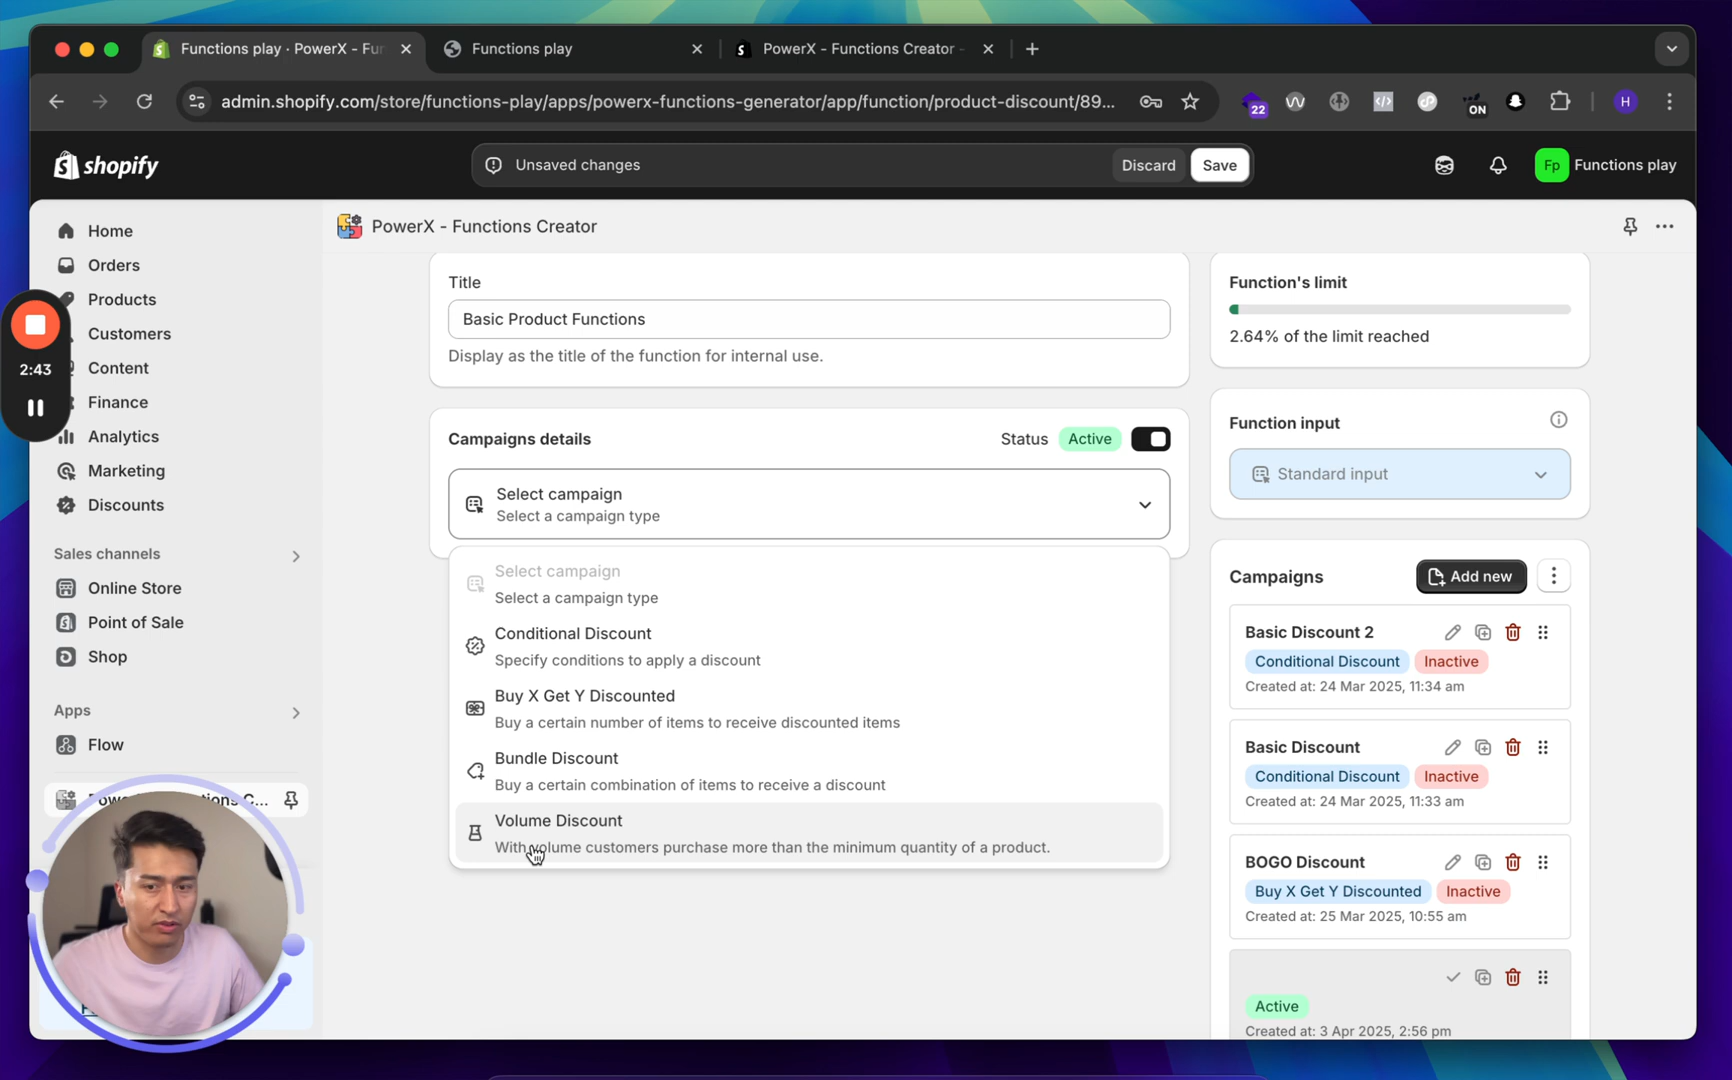 Functions play · PowerX - Fun
Functions play
PowerX - Functions Creator -
admin.shopify.com/store/functions-play/apps/powerx-functions-generator/app/function/product-discount/89...
22
ON
H
shopify
Unsaved changes
Discard
Save
Fp
Functions play
Home
Orders
Products
Customers
Content
Finance
Analytics
Marketing
Discounts
Sales channels
Online Store
Point of Sale
Shop
Apps
Flow
2:43
PowerX - Functions Creator
Title
Basic Product Functions
Display as the title of the function for internal use.
Campaigns details
Status
Active
Select campaign
Select a campaign type
Select campaign
Select a campaign type
Conditional Discount
Specify conditions to apply a discount
Buy X Get Y Discounted
Buy a certain number of items to receive discounted items
Bundle Discount
Buy a certain combination of items to receive a discount
Volume Discount
With volume customers purchase more than the minimum quantity of a product.
Function's limit
2.64% of the limit reached
Function input
Standard input
Campaigns
Add new
Basic Discount 2
Conditional Discount
Inactive
Created at: 24 Mar 2025, 11:34 am
Basic Discount
Conditional Discount
Inactive
Created at: 24 Mar 2025, 11:33 am
BOGO Discount
Buy X Get Y Discounted
Inactive
Created at: 25 Mar 2025, 10:55 am
Active
Created at: 3 Apr 2025, 2:56 pm